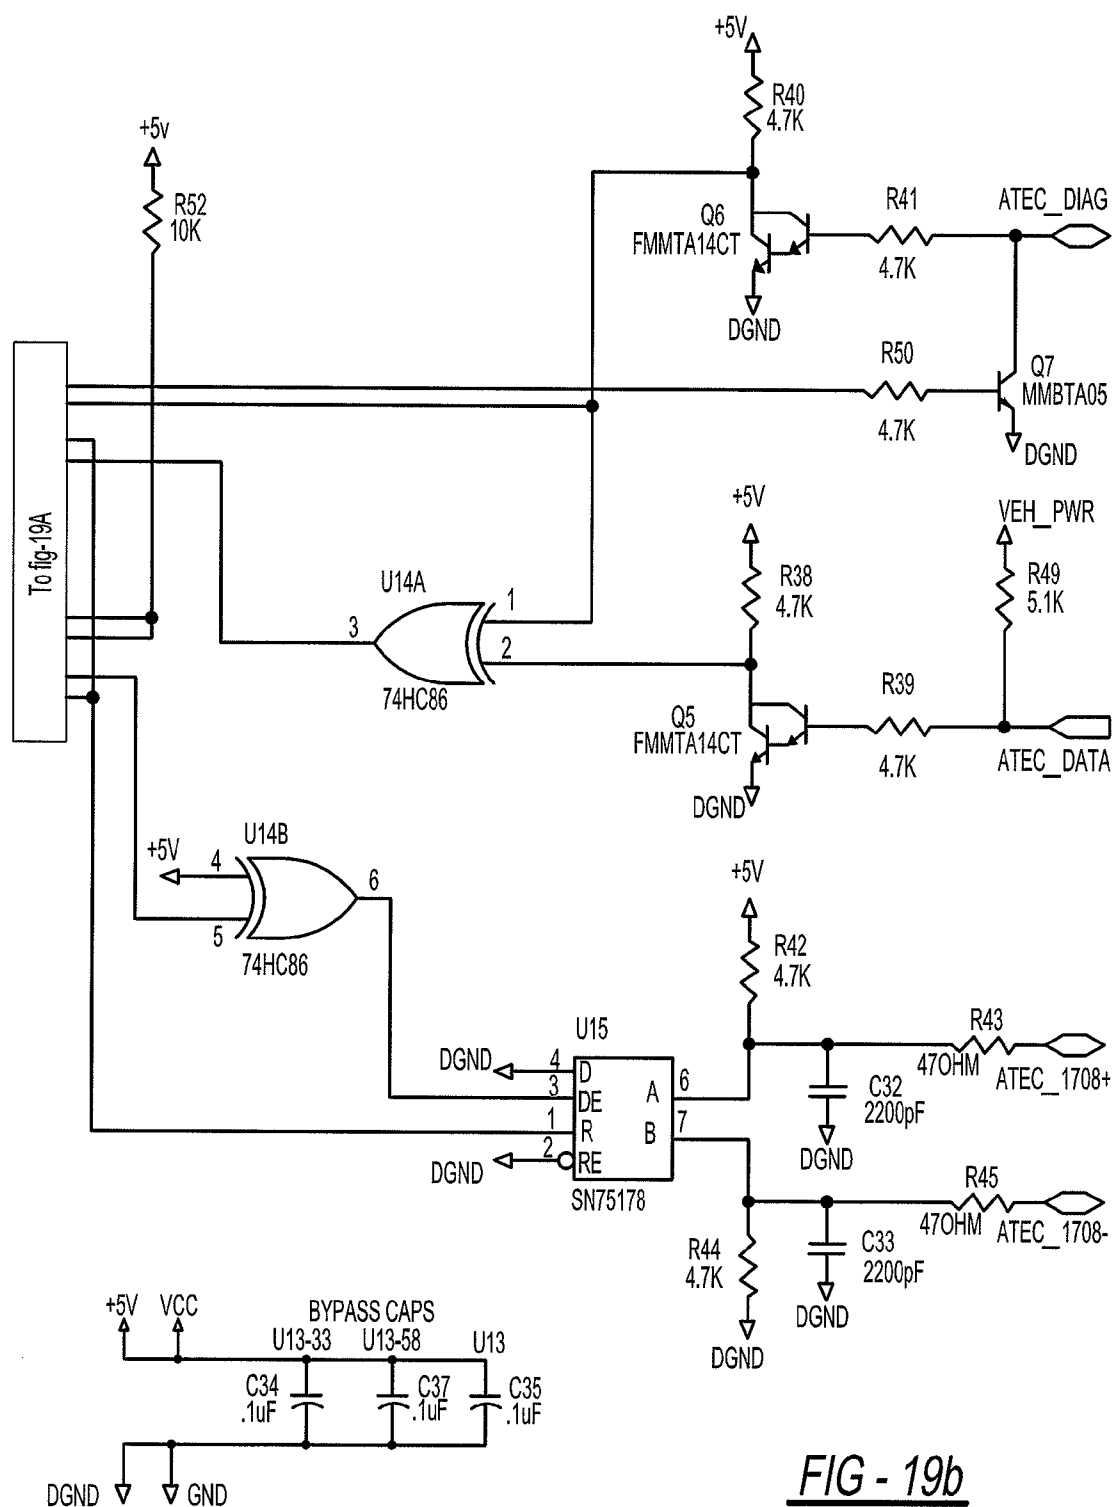 +5V
R40
4.7K
+5v
R52
10K
Q6
FMMTA14CT
R41
4.7K
ATEC_DIAG
DGND
R50
4.7K
Q7
MMBTA05
DGND
To fig-19A
+5V
VEH_PWR
U14A
1
2
3
74HC86
R38
4.7K
R49
5.1K
Q5
FMMTA14CT
R39
4.7K
ATEC_DATA
DGND
U14B
+5V
4
5
6
74HC86
+5V
R42
4.7K
U15
DGND
4
D
3
DE
1
R
2
RE
DGND
A
6
B
7
SN75178
R43
47OHM
ATEC_1708+
C32
2200pF
DGND
R45
47OHM
ATEC_1708-
R44
4.7K
C33
2200pF
DGND
DGND
+5V
VCC
BYPASS CAPS
U13-33
U13-58
U13
C34
.1uF
C37
.1uF
C35
.1uF
DGND
GND
FIG - 19b